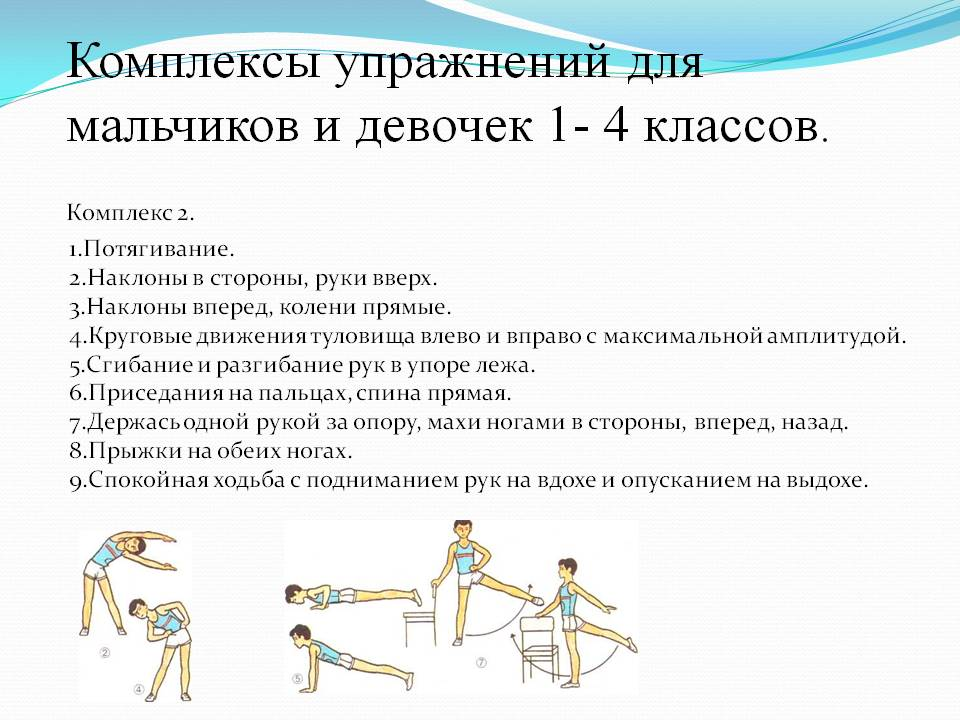 Комплексы упражнений для
мальчиков и девочек 1- 4 классов.
Комплекс 2.
1.Потягивание.
2.Наклоны в стороны, руки вверх.
3.Наклоны вперед, колени прямые.
4.Круговые движения туловища влево и вправо с максимальной амплитудой.
5.Сгибание и разгибание рук в упоре лежа.
6.Приседания на пальцах, спина прямая.
7.Держась одной рукой за опору, махи ногами в стороны, вперед, назад.
8.Прыжки на обеих ногах.
9.Спокойная ходьба с подниманием рук на вдохе и опусканием на выдохе.
2
4
5
7